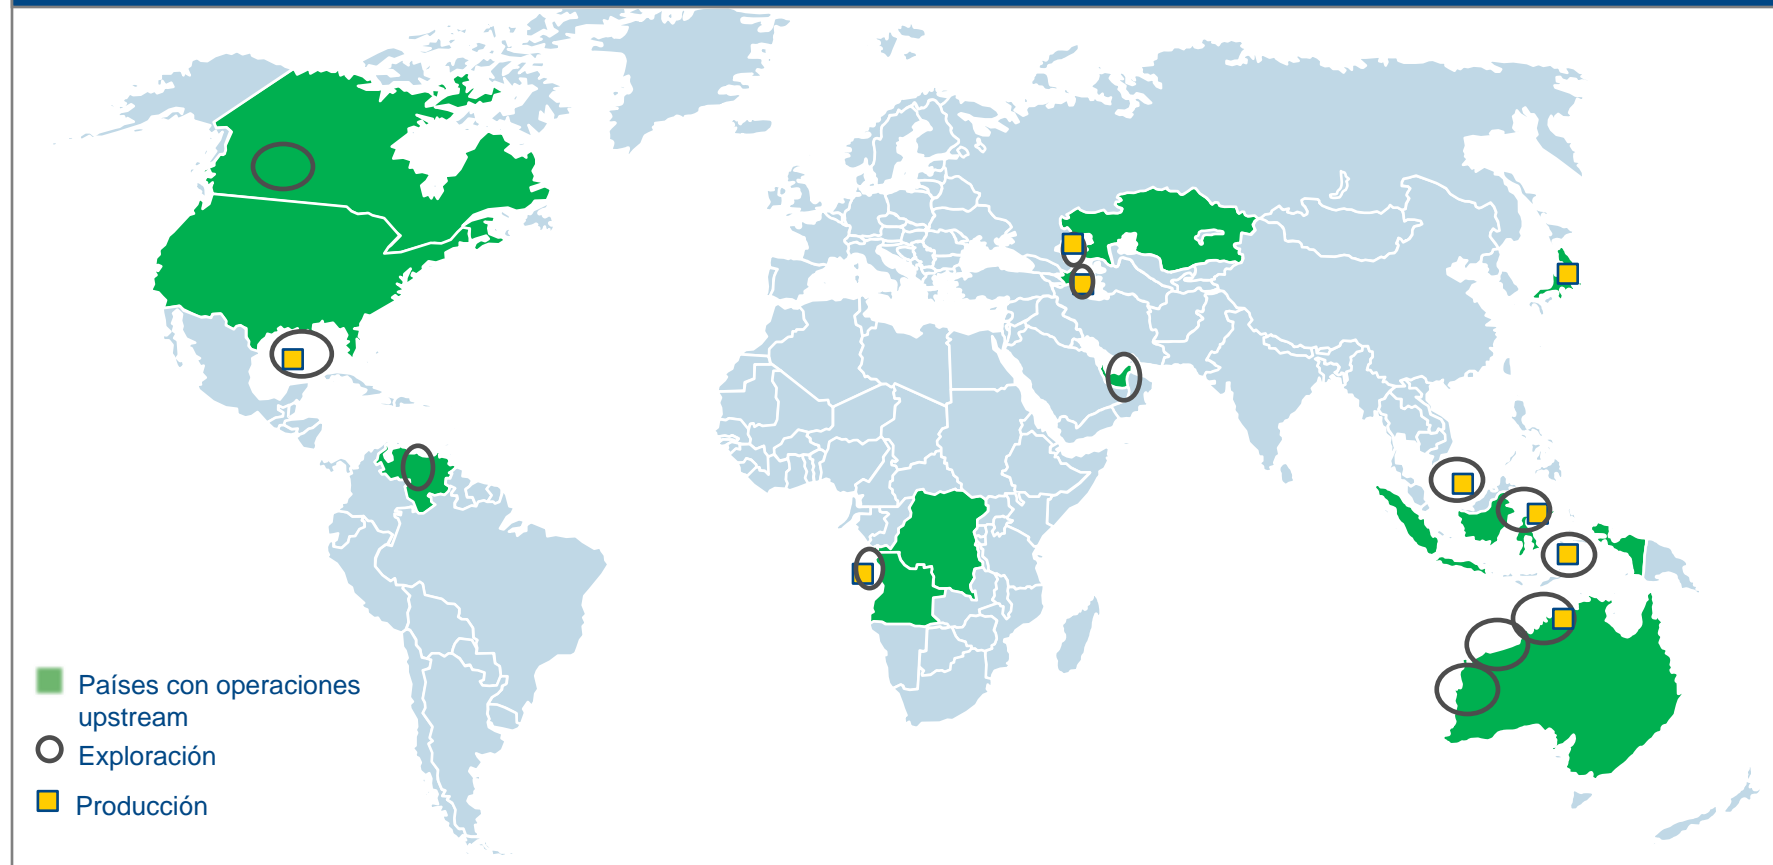 Países con operaciones
upstream
Exploración
Producción